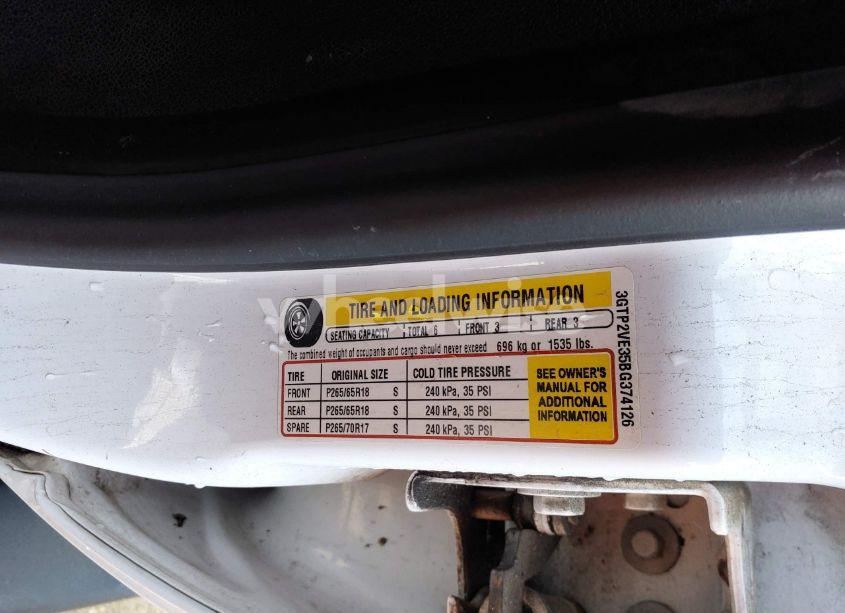 TIRE AND LOADING INFORMATION
SEATING CAPACITY TOTAL 6 FRONT 3 REAR 3
The combined weight of occupants and cargo should never exceed 696 kg or 1535 lbs.
TIRE ORIGINAL SIZE COLD TIRE PRESSURE
FRONT P265/65R18 S 240 kPa, 35 PSI
REAR P265/65R18 S 240 kPa, 35 PSI
SPARE P265/70R17 S 240 kPa, 35 PSI
SEE OWNER'S
MANUAL FOR
ADDITIONAL
INFORMATION
3GTP2VE35BG374126